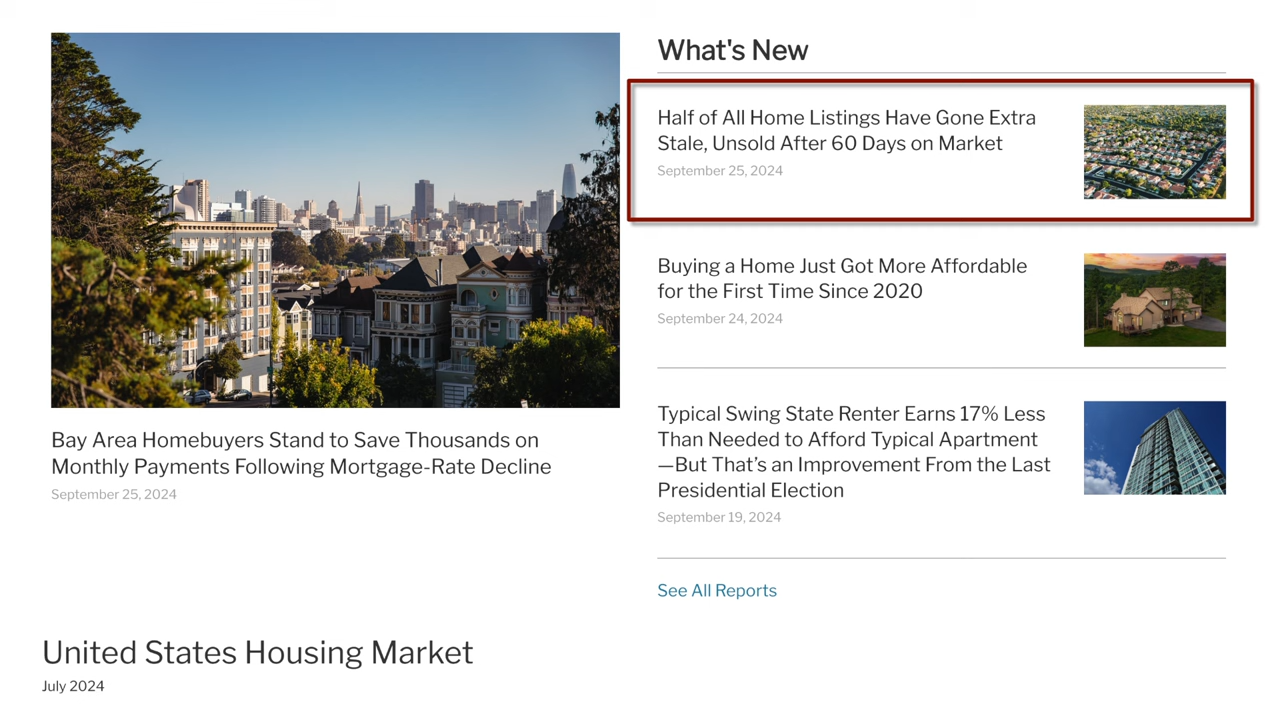 What's New
Half of All Home Listings Have Gone Extra
Stale, Unsold After 60 Days on Market
September 25, 2024
Buying a Home Just Got More Affordable
for the First Time Since 2020
September 24, 2024
Typical Swing State Renter Earns 17% Less
Than Needed to Afford Typical Apartment
—But That’s an Improvement From the Last
Presidential Election
September 19, 2024
See All Reports
Bay Area Homebuyers Stand to Save Thousands on
Monthly Payments Following Mortgage-Rate Decline
September 25, 2024
United States Housing Market
July 2024